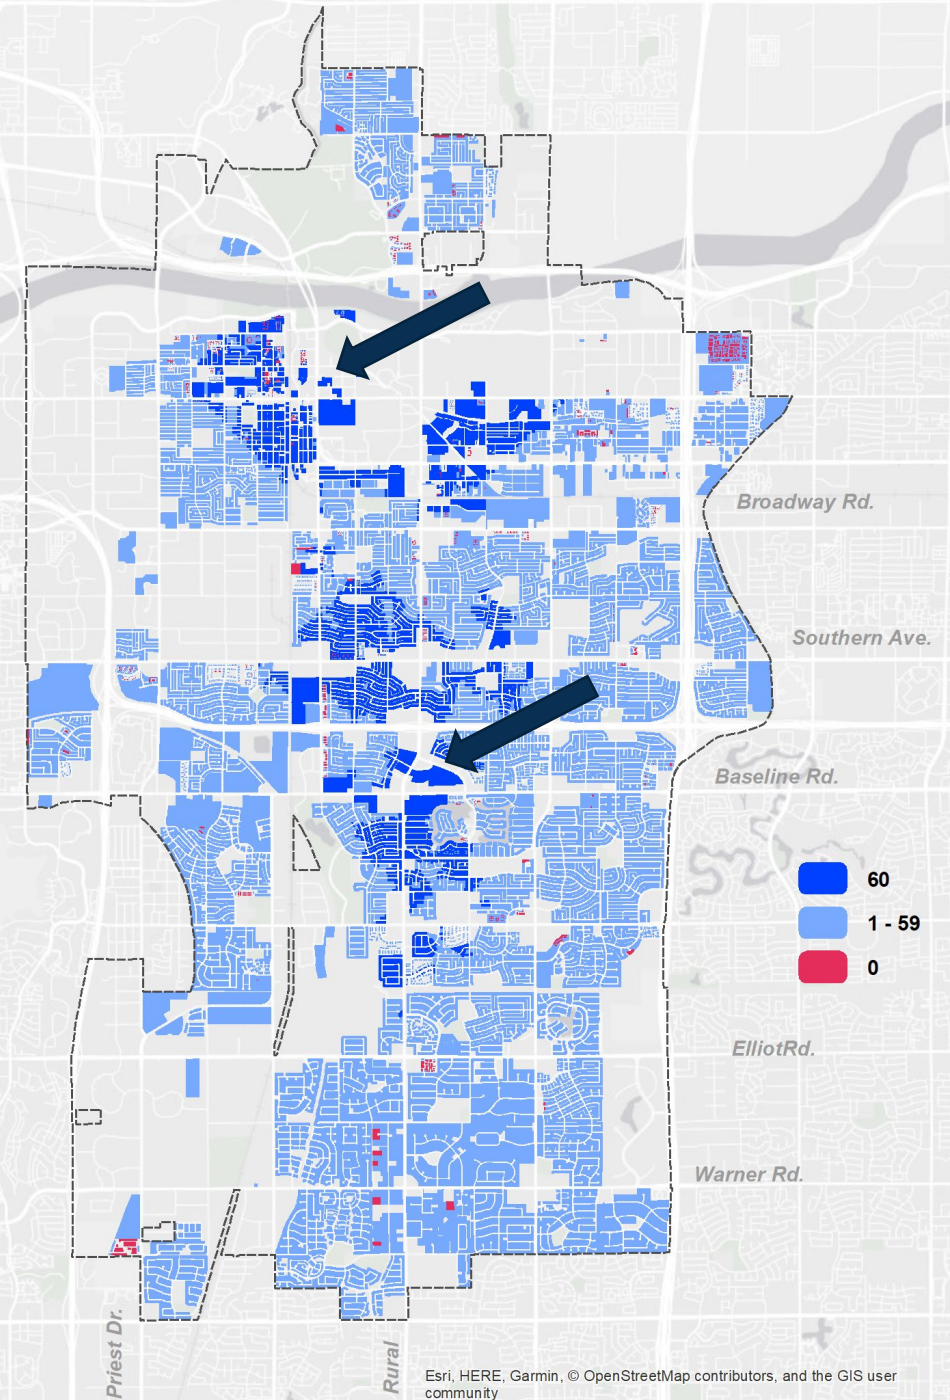 Broadway Rd.
Southern Ave.
Baseline Rd.
60
1 - 59
0
ElliotRd.
Warner Rd.
Priest Dr.
Rural
Esri, HERE, Garmin, © OpenStreetMap contributors, and the GIS user
community